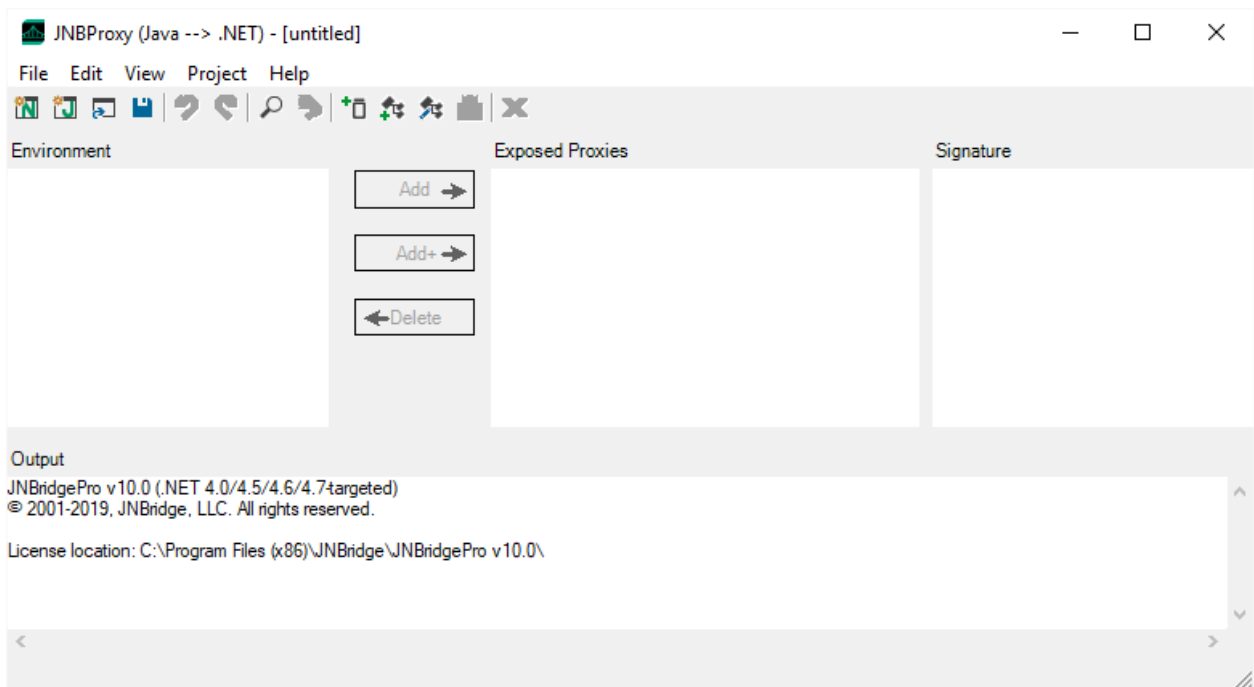 JNBProxy (Java --> .NET) - [untitled]
File Edit View Project Help
Environment
Exposed Proxies
Signature
Add
Add+
Delete
Output
JNBridgePro v10.0 (.NET 4.0/4.5/4.6/4.7-targeted)
© 2001-2019, JNBridge, LLC. All rights reserved.
License location: C:\Program Files (x86)\JNBridge\JNBridgePro v10.0\